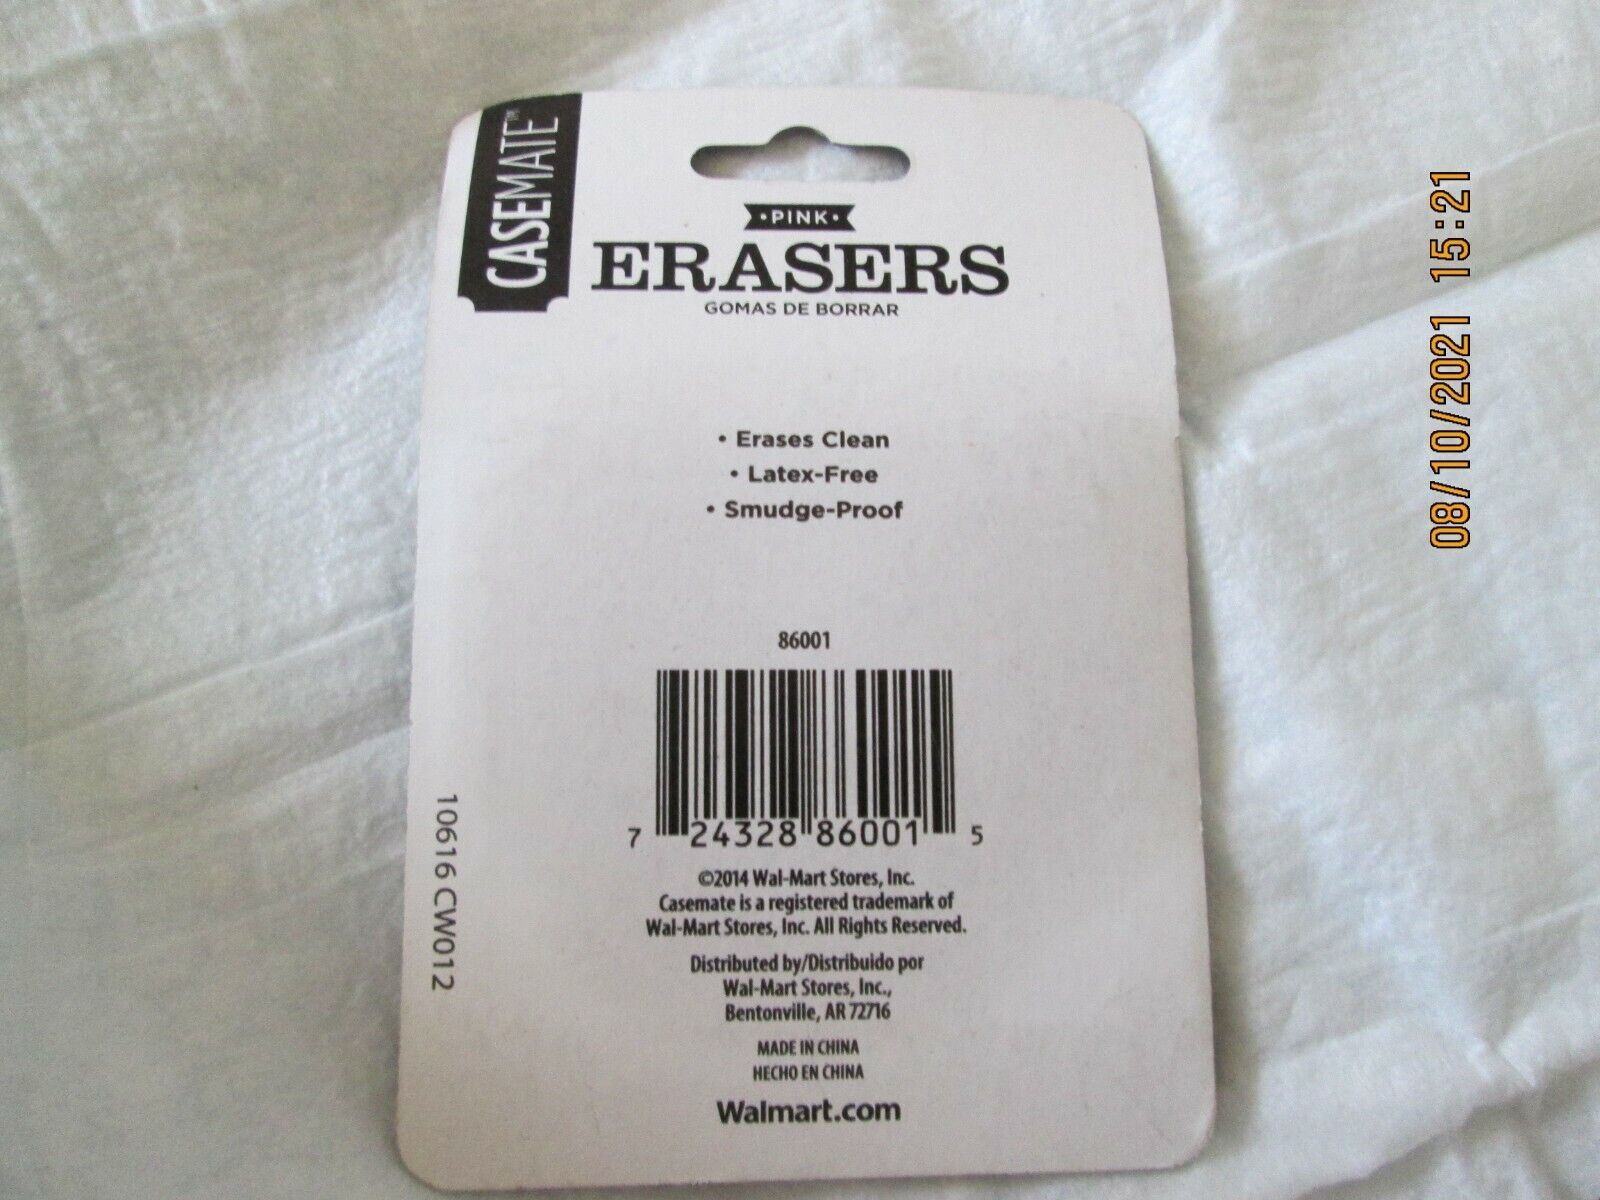 CASEMATE™
•PINK•
ERASERS
GOMAS DE BORRAR
• Erases Clean
• Latex-Free
• Smudge-Proof
86001
7 24328 86001 5
©2014 Wal-Mart Stores, Inc.
Casemate is a registered trademark of
Wal-Mart Stores, Inc. All Rights Reserved.
Distributed by/Distribuido por
Wal-Mart Stores, Inc.,
Bentonville, AR 72716
MADE IN CHINA
HECHO EN CHINA
Walmart.com
10616 CW012
08/10/2021 15:21